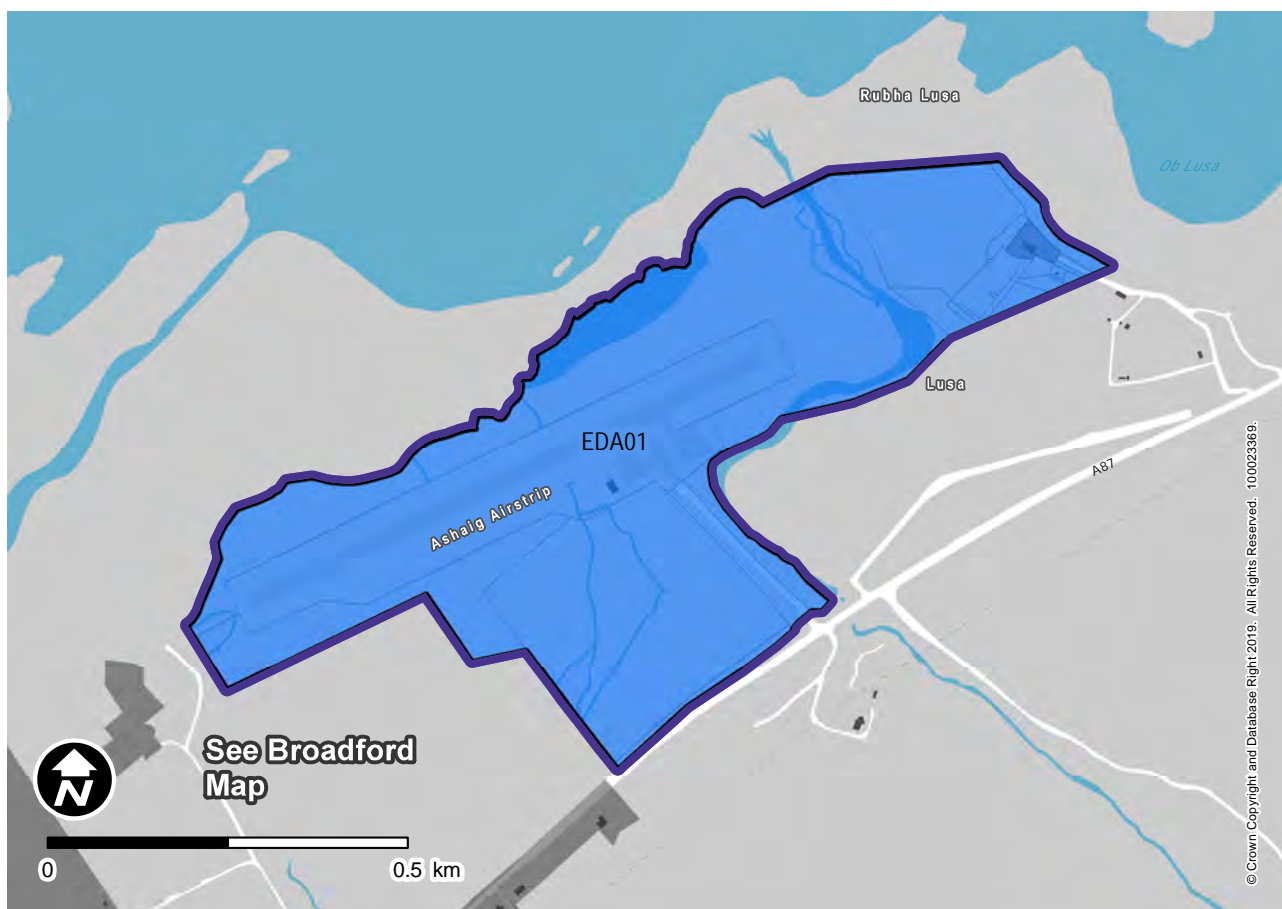 Rubha Lusa
Ob Lusa
Lusa
EDA01
Ashaig Airstrip
A87
See Broadford
Map
N
0
0.5 km
© Crown Copyright and Database Right 2019. All Rights Reserved. 100023369.